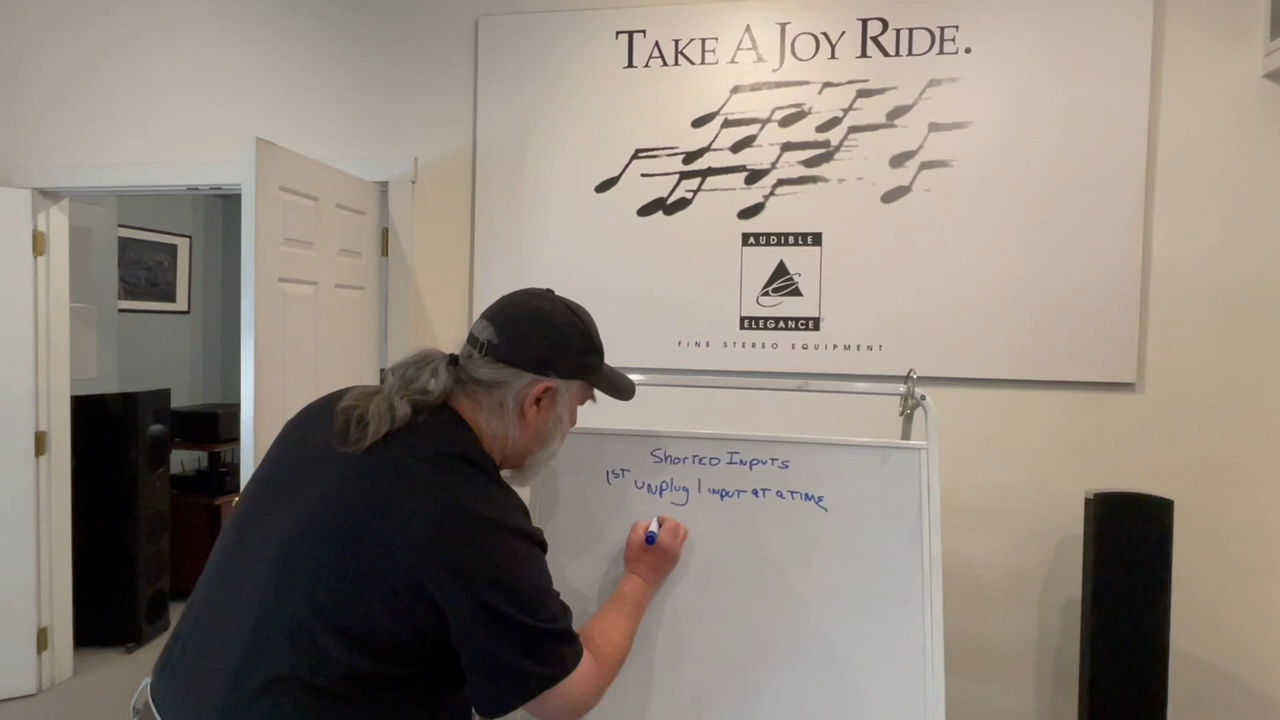 TAKE A JOY RIDE.
AUDIBLE
ELEGANCE
FINE STEREO EQUIPMENT
SHORTED INPUTS
1ST UNPlug 1 INPUT AT A TIME